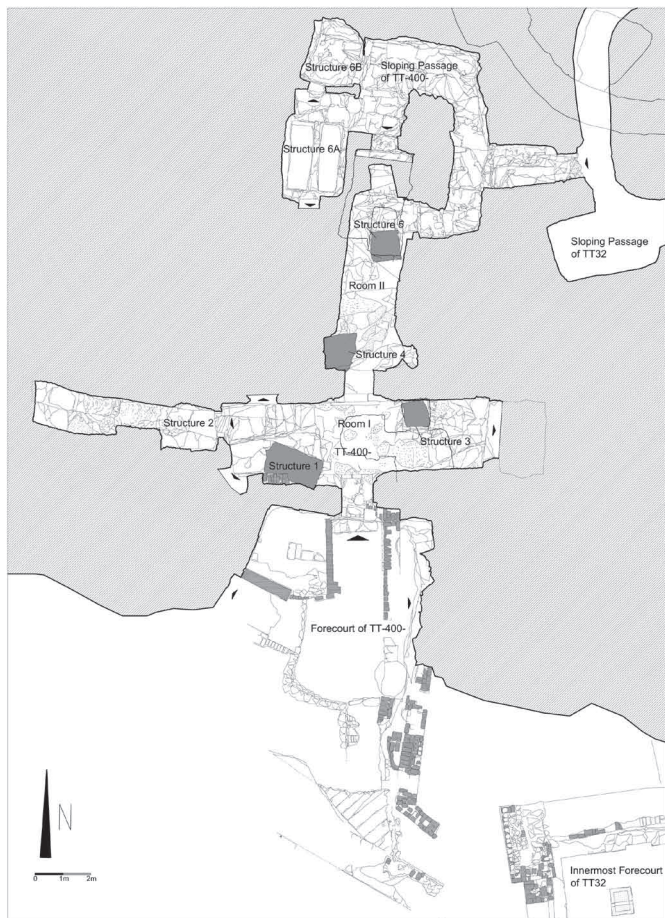 Structure 6B
Sloping Passage
of TT-400-
Structure 6A
Structure 5
Sloping Passage
of TT32
Room II
Structure 4
Structure 2
Room I
Structure 3
TT-400-
Structure 1
Forecourt of TT-400-
N
0 1m 2m
Innermost Forecourt
of TT32